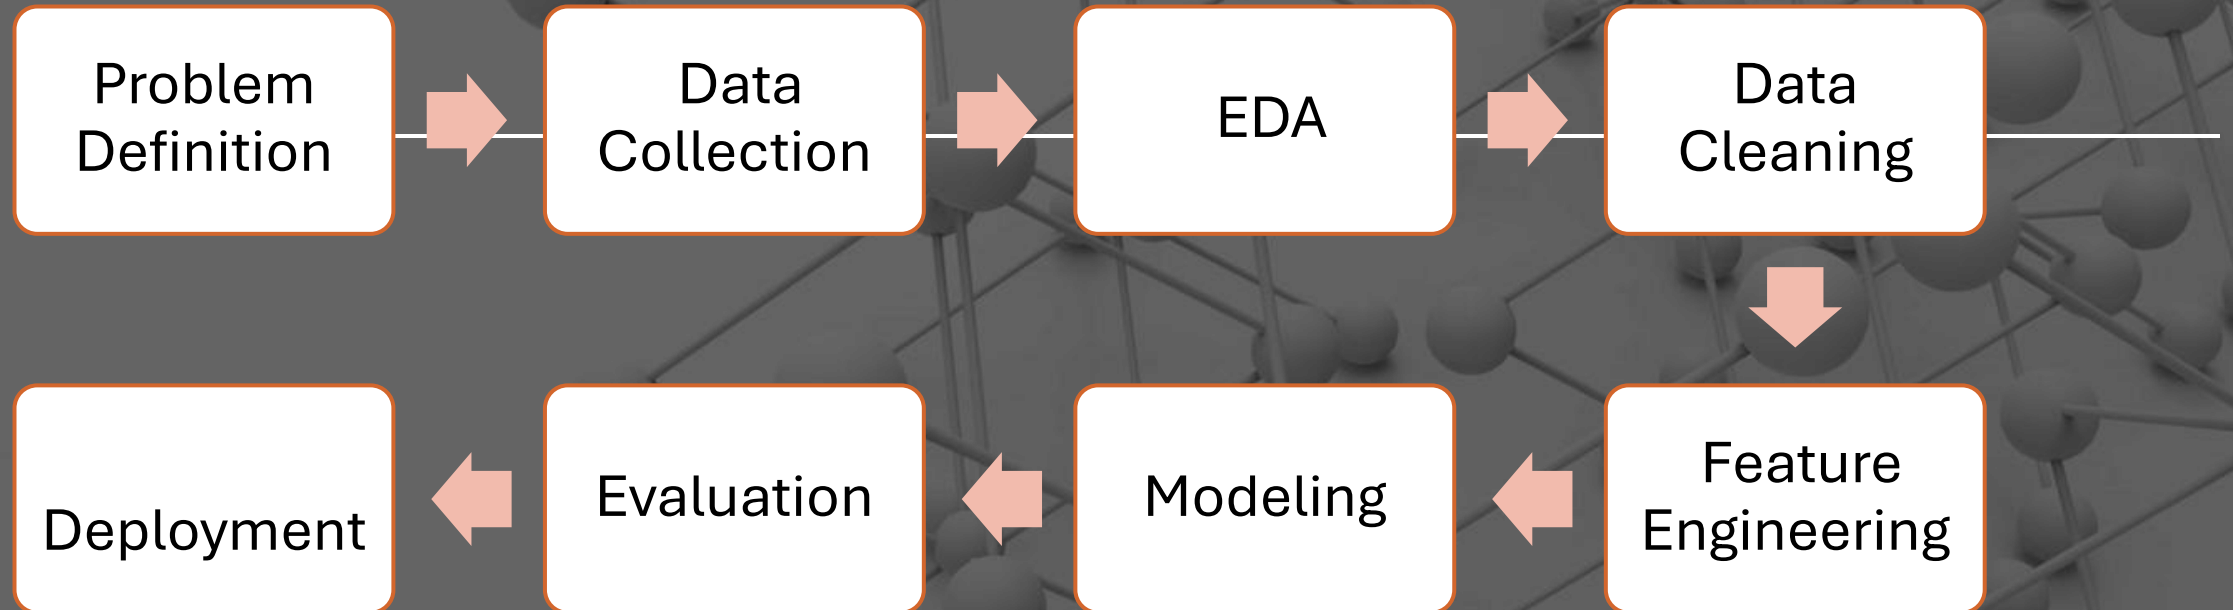 Problem
Definition
Data
Collection
EDA
Data
Cleaning
Feature
Engineering
Modeling
Evaluation
Deployment